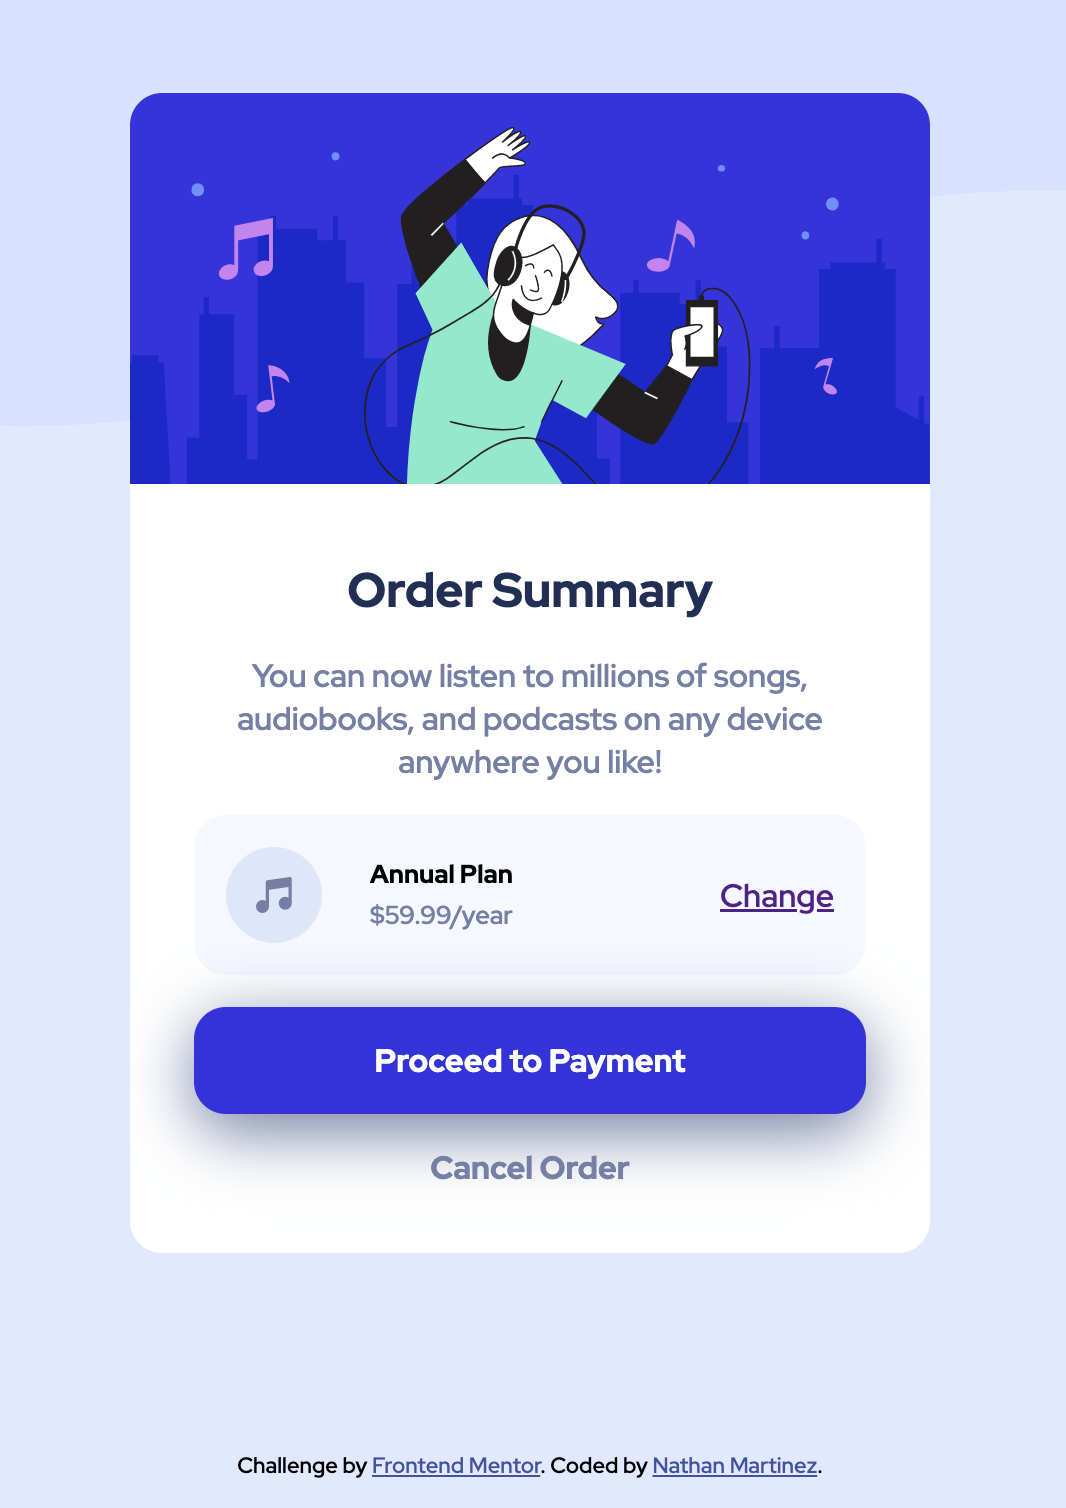 Order Summary
You can now listen to millions of songs,
audiobooks, and podcasts on any device
anywhere you like!
Annual Plan
$59.99/year
Change
Proceed to Payment
Cancel Order
Challenge by Frontend Mentor. Coded by Nathan Martinez.